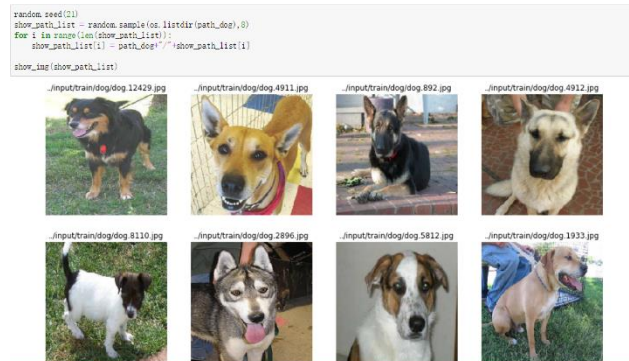 random.seed(21)
show_path_list = random.sample(os.listdir(path_dog),8)
for i in range(len(show_path_list)):
    show_path_list[i] = path_dog+"/"+show_path_list[i]
show_img(show_path_list)
../input/train/dog/dog.12429.jpg ../input/train/dog/dog.4911.jpg ../input/train/dog/dog.892.jpg ../input/train/dog/dog.4912.jpg
../input/train/dog/dog.8110.jpg ../input/train/dog/dog.2896.jpg ../input/train/dog/dog.5812.jpg ../input/train/dog/dog.1933.jpg